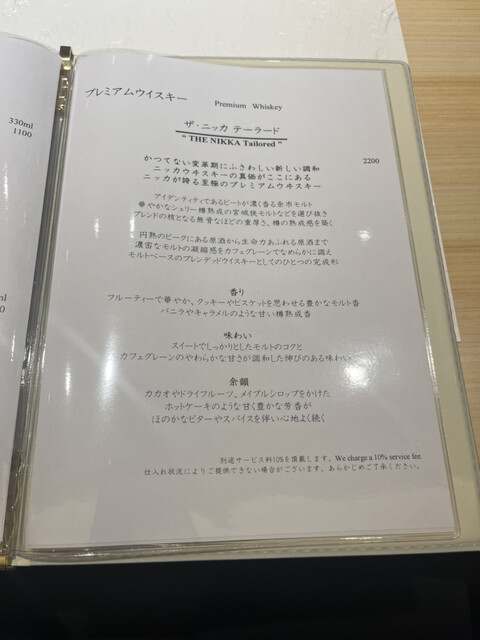 330ml
1100
ml
0
プレミアムウイスキー
Premium Whiskey
ザ・ニッカ テーラード
" THE NIKKA Tailored "
かつてない変革期にふさわしい新しい調和 2200
ニッカウヰスキーの真価がここにある
ニッカが誇る至極のプレミアムウヰスキー
アイデンティティであるピートが濃く香る余市モルト
華やかなシェリー樽熟成の宮城狭モルトなどを選び抜き
ブレンドの核となる無骨なほどの重厚さ、樽の熟成感を築く
円熟のピークにある原酒から生命力あふれる原酒まで
濃密なモルトの凝縮感をカフェグレーンでなめらかに調え
モルトベースのブレンデッドウイスキーとしてのひとつの完成形
香り
フルーティーで華やか、クッキーやビスケットを思わせる豊かなモルト香
バニラやキャラメルのような甘い樽熟成香
味わい
スイートでしっかりとしたモルトのコクと
カフェグレーンのやわらかな甘さが調和した伸びのある味わい
余韻
カカオやドライフルーツ、メイプルシロップをかけた
ホットケーキのような甘く豊かな芳香が
ほのかなビターやスパイスを伴い心地よく続く
別途サービス料10%を頂戴します。We charge a 10% service fee.
仕入れ状況によりご提供できない場合がございます。あらかじめご了承ください。